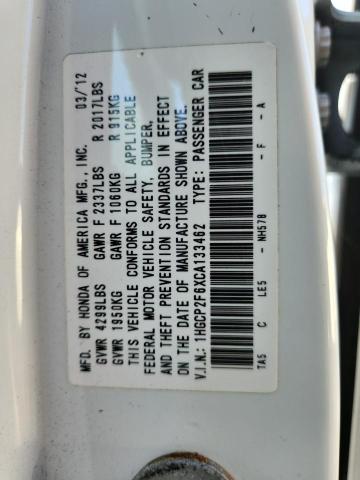 MFD. BY HONDA OF AMERICA MFG., INC. 03/12
GVWR 4299LBS GAWR F 2337LBS R 2017LBS
GVWR 1950KG GAWR F 1060KG R 915KG
THIS VEHICLE CONFORMS TO ALL APPLICABLE
FEDERAL MOTOR VEHICLE SAFETY, BUMPER,
AND THEFT PREVENTION STANDARDS IN EFFECT
ON THE DATE OF MANUFACTURE SHOWN ABOVE.
V.I.N.: 1HGCP2F6XCA133462 TYPE: PASSENGER CAR
TA5 C LE5 - NH578 - F - A